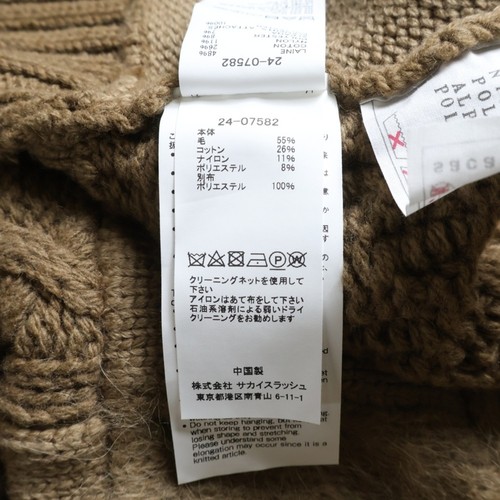 LAINE 48%
COTTON 26%
NYLON 11%
24-07582
24-07582
本体
毛 55%
コットン 26%
ナイロン 11%
ポリエステル 8%
別布
ポリエステル 100%
クリーニングネットを使用して
下さい
アイロンはあて布をして下さい
石油系溶剤による弱いドライ
クリーニングをお勧めします
中国製
株式会社 サカイスラッシュ
東京都港区南青山 6-11-1
• Do not keep hanging, but
when storing to prevent from
losing shape and stretching.
elongation may occur since it is a
knitted article.